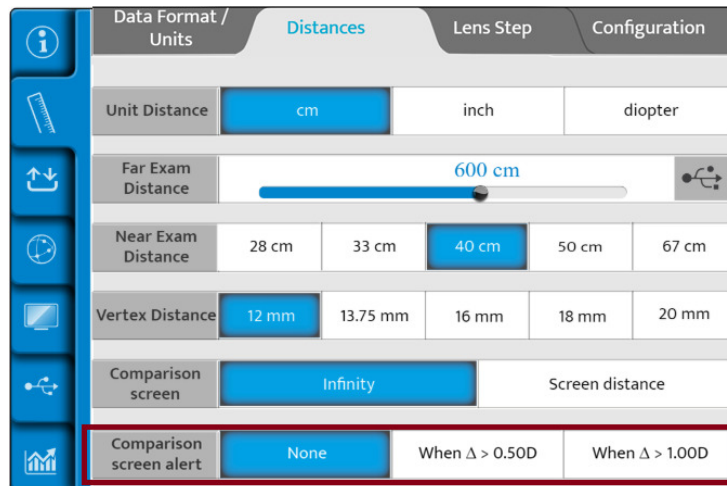 Data Format /
Units
Distances
Lens Step
Configuration
Unit Distance
cm
inch
diopter
Far Exam
Distance
600 cm
Near Exam
Distance
28 cm
33 cm
40 cm
50 cm
67 cm
Vertex Distance
12 mm
13.75 mm
16 mm
18 mm
20 mm
Comparison
screen
Infinity
Screen distance
Comparison
screen alert
None
When Δ > 0.50D
When Δ > 1.00D